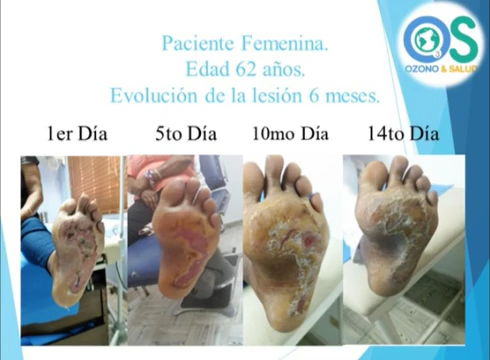 OS
OZONO & SALUD
Paciente Femenina.
Edad 62 años.
Evolución de la lesión 6 meses.
1er Día 5to Día 10mo Día 14to Día